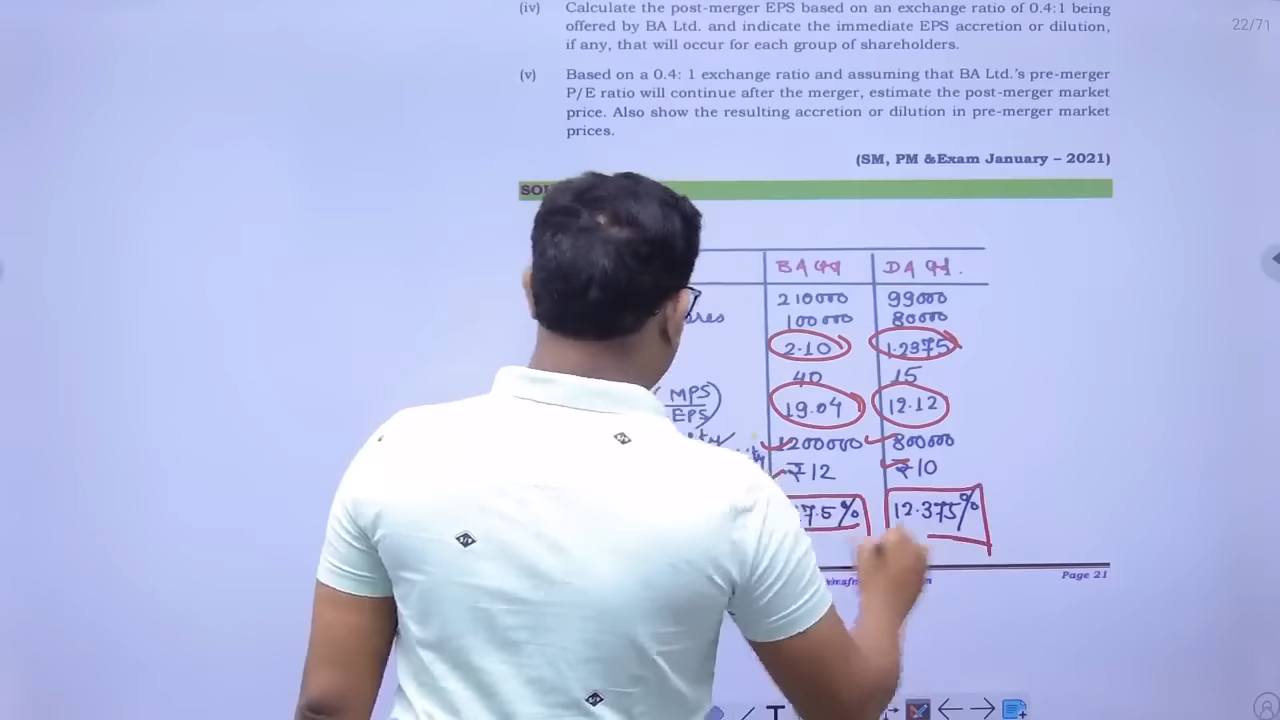 (iv) Calculate the post-merger EPS based on an exchange ratio of 0.4:1 being
22/71
offered by BA Ltd. and indicate the immediate EPS accretion or dilution,
if any, that will occur for each group of shareholders.
(v) Based on a 0.4: 1 exchange ratio and assuming that BA Ltd.'s pre-merger
P/E ratio will continue after the merger, estimate the post-merger market
price. Also show the resulting accretion or dilution in pre-merger market
prices.
(SM, PM &Exam January – 2021)
BA DA
210000 99000
100000 80000
2.10 1.2375
40 15
(MPS/EPS) 19.04 12.12
1200000 800000
₹12 ₹10
7.5% 12.375%
Page 21